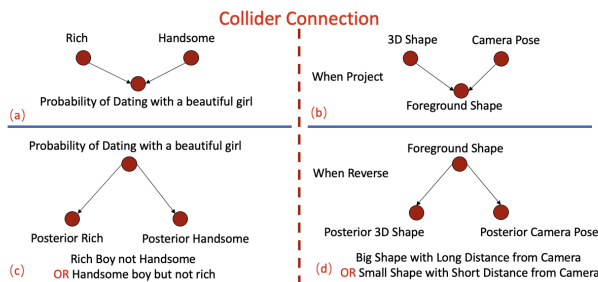 Collider Connection
Rich
Handsome
Probability of Dating with a beautiful girl
(a)
3D Shape
Camera Pose
When Project
Foreground Shape
(b)
Probability of Dating with a beautiful girl
Posterior Rich
Posterior Handsome
Rich Boy not Handsome
(c)
OR Handsome boy but not rich
Foreground Shape
When Reverse
Posterior 3D Shape
Posterior Camera Pose
Big Shape with Long Distance from Camera
(d)
OR Small Shape with Short Distance from Camera